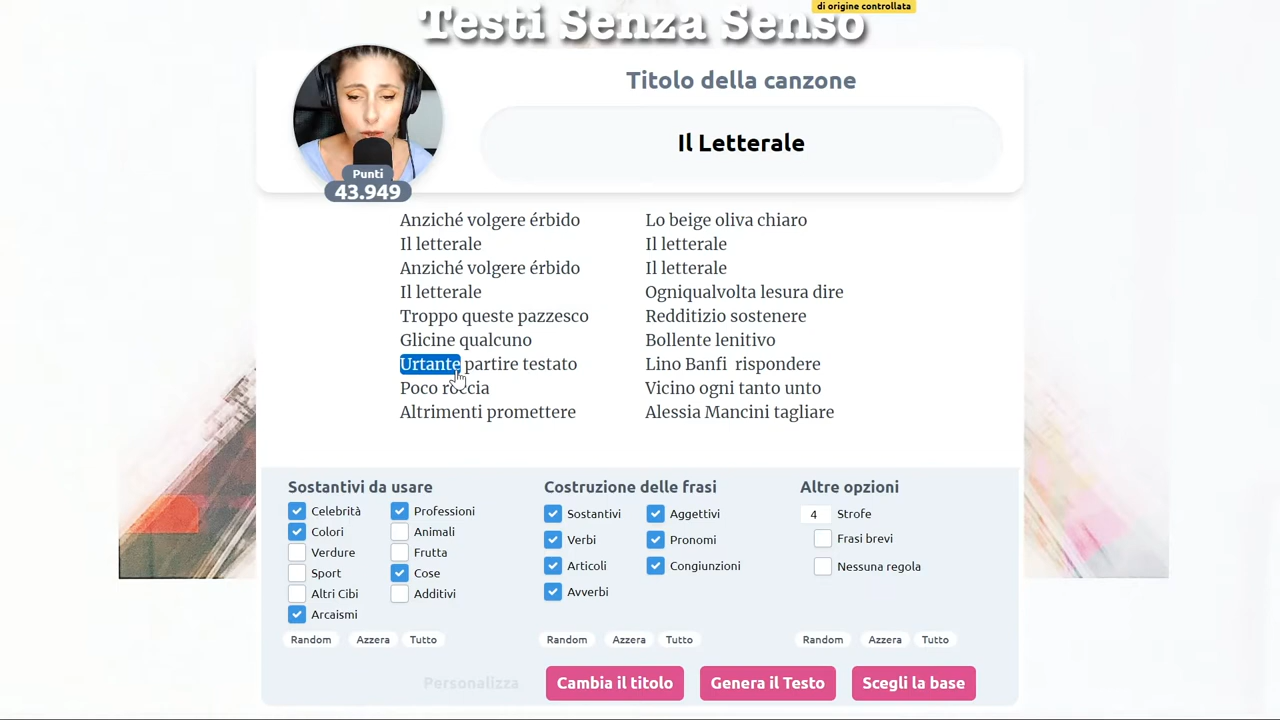 di origine controllata
Testi Senza Senso
Titolo della canzone
Il Letterale
Punti
43.949
Anziché volgere érbido
Il letterale
Anziché volgere érbido
Il letterale
Troppo queste pazzesco
Glicine qualcuno
Urtante partire testato
Poco roccia
Altrimenti promettere
Lo beige oliva chiaro
Il letterale
Il letterale
Ogniqualvolta lesura dire
Redditizio sostenere
Bollente lenitivo
Lino Banfi  rispondere
Vicino ogni tanto unto
Alessia Mancini tagliare
Sostantivi da usare
Celebrità
Professioni
Colori
Animali
Verdure
Frutta
Sport
Cose
Altri Cibi
Additivi
Arcaismi
Random
Azzera
Tutto
Costruzione delle frasi
Sostantivi
Aggettivi
Verbi
Pronomi
Articoli
Congiunzioni
Avverbi
Random
Azzera
Tutto
Altre opzioni
4 Strofe
Frasi brevi
Nessuna regola
Random
Azzera
Tutto
Personalizza
Cambia il titolo
Genera il Testo
Scegli la base